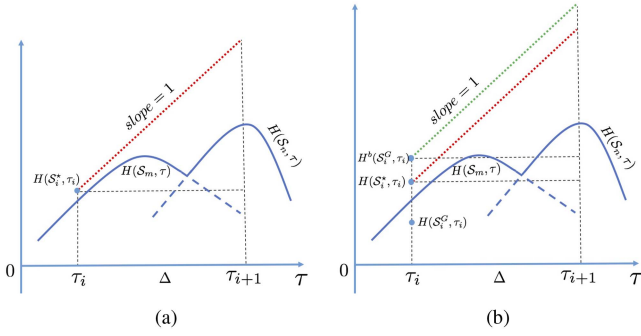 slope = 1
H(S_i^*, τ_i)
H(S_m, τ)
H(S_n, τ)
0
τ_i
Δ
τ_{i+1}
τ
(a)
slope = 1
H^b(S_i^G, τ_i)
H(S_i^*, τ_i)
H(S_m, τ)
H(S_n, τ)
H(S_i^G, τ_i)
0
τ_i
Δ
τ_{i+1}
τ
(b)